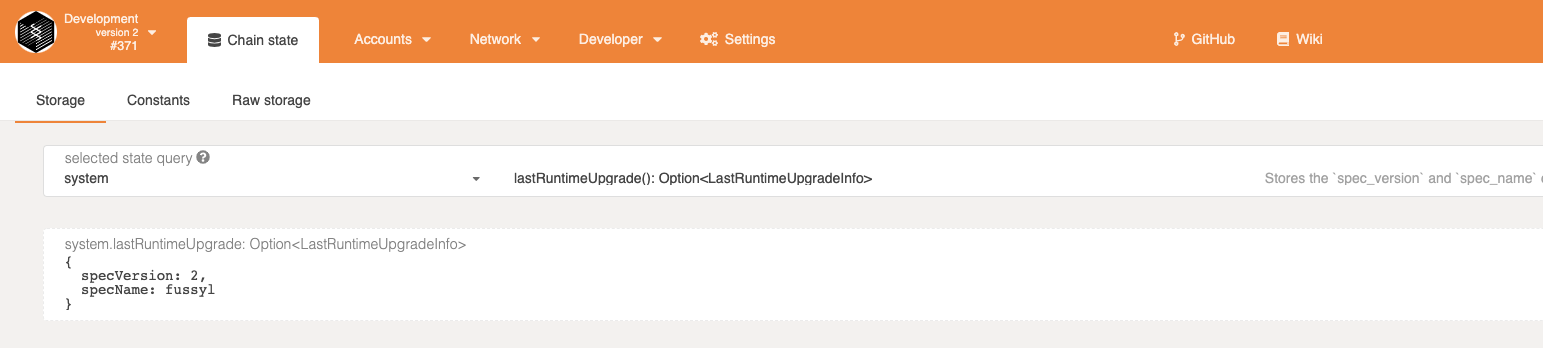 Development
version 2
#371
Chain state
Accounts
Network
Developer
Settings
GitHub
Wiki
Storage
Constants
Raw storage
selected state query
system
lastRuntimeUpgrade(): Option<LastRuntimeUpgradeInfo>
Stores the `spec_version` and `spec_name`
system.lastRuntimeUpgrade: Option<LastRuntimeUpgradeInfo>
{
specVersion: 2,
specName: fussyl
}